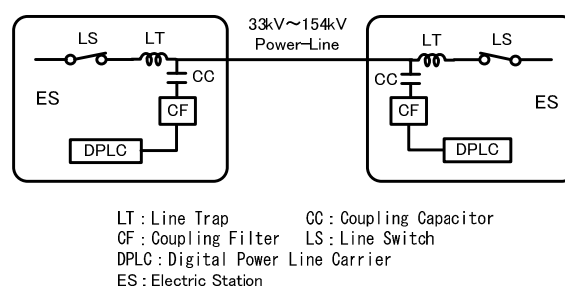 33kV～154kV
Power-Line
LS LT LT LS
CC CC
ES CF CF ES
DPLC DPLC
LT : Line Trap CC : Coupling Capacitor
CF : Coupling Filter LS : Line Switch
DPLC : Digital Power Line Carrier
ES : Electric Station